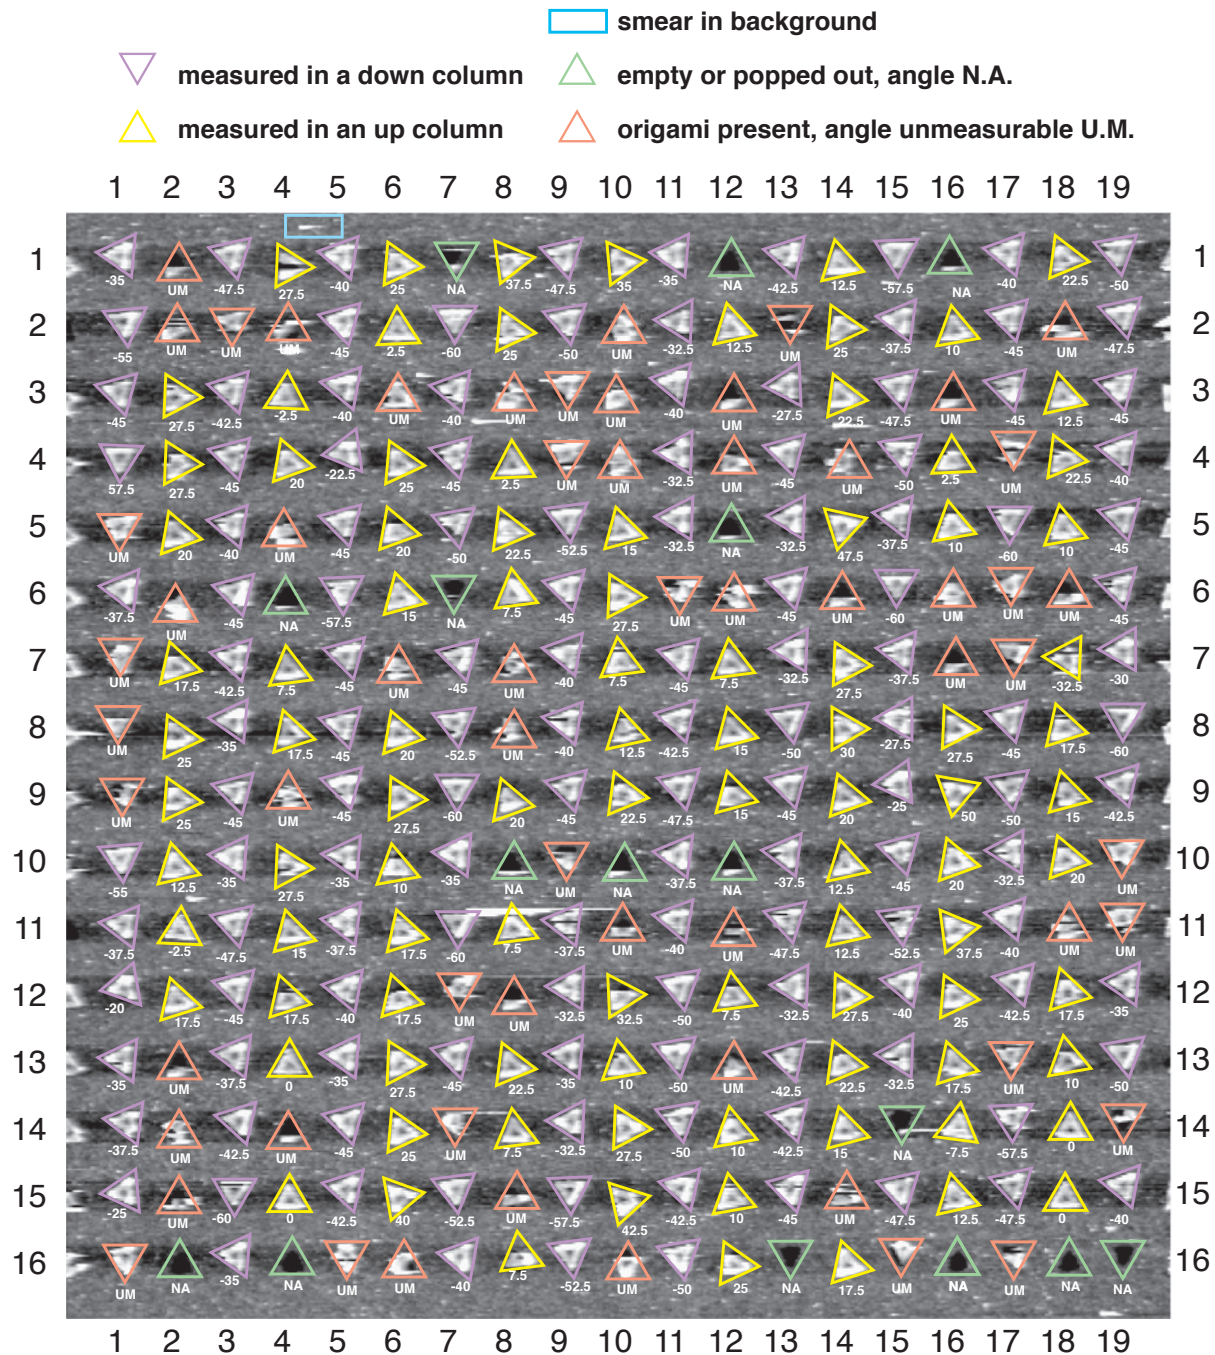 smear in background
measured in a down column
empty or popped out, angle N.A.
measured in an up column
origami present, angle unmeasurable U.M.
1 2 3 4 5 6 7 8 9 10 11 12 13 14 15 16 17 18 19
1 -35 UM -47.5 27.5 -40 25 NA 37.5 -47.5 35 -35 NA -42.5 12.5 -57.5 NA -40 22.5 -50 1
2 -55 UM UM UM -45 2.5 -60 25 -50 UM -32.5 12.5 UM 25 -37.5 10 -45 UM -47.5 2
3 -45 27.5 -42.5 -2.5 -40 UM -40 UM UM UM -40 UM -27.5 22.5 -47.5 UM -45 12.5 -45 3
4 57.5 27.5 -45 20 -22.5 25 -45 2.5 UM UM -32.5 UM -45 UM -50 2.5 UM 22.5 -40 4
5 UM 20 -40 UM -45 20 -50 22.5 -52.5 15 -32.5 NA -32.5 47.5 -37.5 10 -60 10 -45 5
6 -37.5 UM -45 NA -57.5 15 NA 7.5 -45 27.5 UM UM -45 UM -60 UM UM UM -45 6
7 UM 17.5 -42.5 7.5 -45 UM -45 UM -40 7.5 -45 7.5 -32.5 27.5 -37.5 UM UM -32.5 -30 7
8 UM 25 -35 17.5 -45 20 -52.5 UM -40 12.5 -42.5 15 -50 30 -27.5 27.5 -45 17.5 -60 8
9 UM 25 -45 UM -45 27.5 -60 20 -45 22.5 -47.5 15 -45 20 -25 50 -50 15 -42.5 9
10 -55 12.5 -35 27.5 -35 10 -35 NA UM NA -37.5 NA -37.5 12.5 -45 20 -32.5 20 UM 10
11 -37.5 -2.5 -47.5 15 -37.5 17.5 -60 7.5 -37.5 UM -40 UM -47.5 12.5 -52.5 37.5 -40 UM UM 11
12 -20 17.5 -45 17.5 -40 17.5 UM UM -32.5 32.5 -50 7.5 -32.5 27.5 -40 25 -42.5 17.5 -35 12
13 -35 UM -37.5 0 -35 27.5 -45 22.5 -35 10 -50 UM -42.5 22.5 -32.5 17.5 UM 10 -50 13
14 -37.5 UM -42.5 UM -45 25 UM 7.5 -32.5 27.5 -50 10 -42.5 15 NA -7.5 -57.5 0 UM 14
15 -25 UM -60 0 -42.5 40 -52.5 UM -57.5 42.5 -42.5 10 -45 UM -47.5 12.5 -47.5 0 -40 15
16 UM NA -35 NA UM UM -40 7.5 -52.5 UM -50 25 NA 17.5 UM NA UM NA NA 16
1 2 3 4 5 6 7 8 9 10 11 12 13 14 15 16 17 18 19